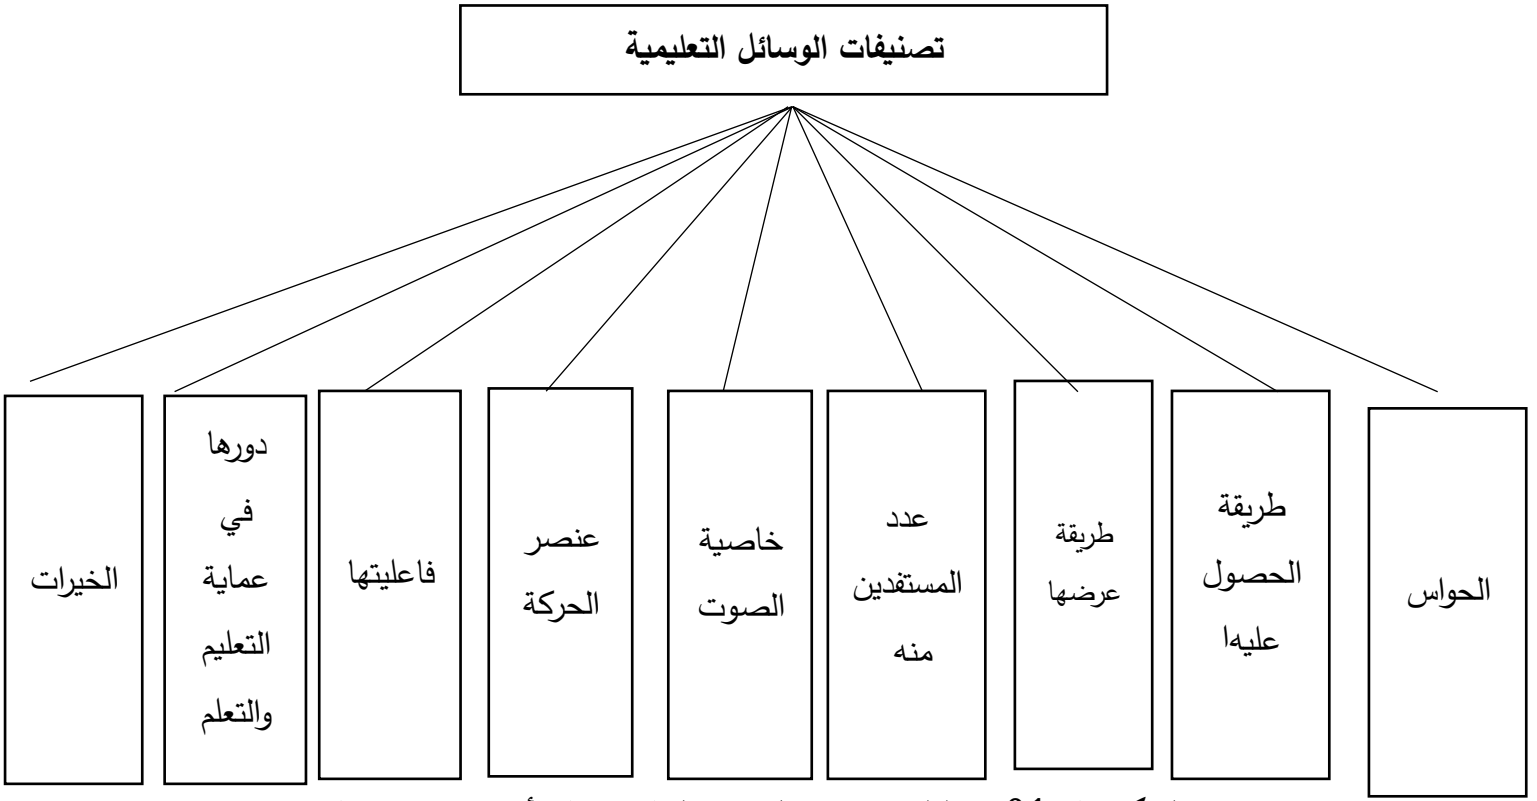 تصنيفات الوسائل التعليمية
الحواس
طريقة
الحصول
عليها
طريقة
عرضها
عدد
المستفدين
منه
خاصية
الصوت
عنصر
الحركة
فاعليتها
دورها
في
عماية
التعليم
والتعلم
الخيرات